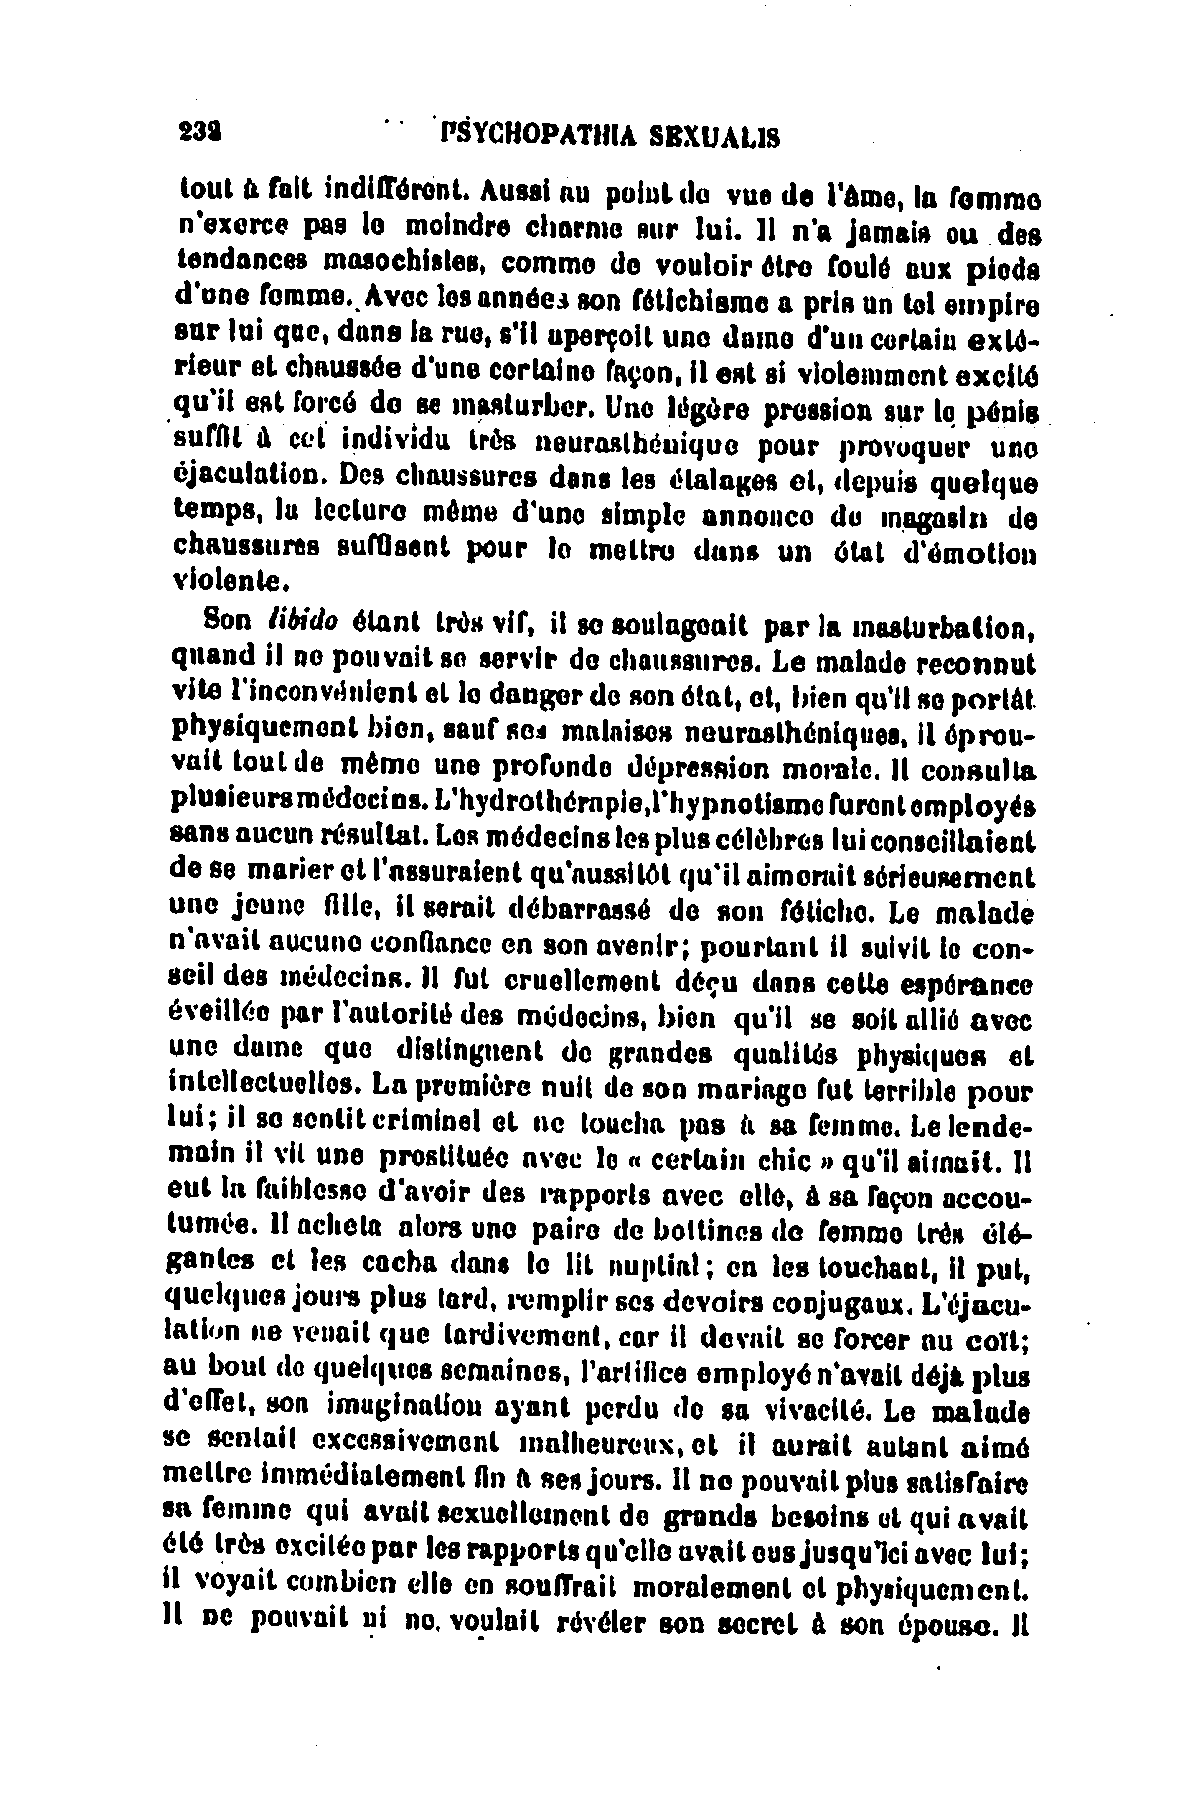 232 PSYCHOPATHIA SEXUALIS
tout à fait indifférent. Aussi au point de vue de l'âme, la femme
n'exerce pas le moindre charme sur lui. Il n'a jamais eu des
tendances masochistes, comme de vouloir être foulé aux pieds
d'une femme. Avec les années son fétichisme a pris un tel empire
sur lui que, dans la rue, s'il aperçoit une dame d'un certain exté-
rieur et chaussée d'une certaine façon, il est si violemment excité
qu'il est forcé de se masturber. Une légère pression sur le pénis
suffit à cet individu très neurasthénique pour provoquer une
éjaculation. Des chaussures dans les étalages et, depuis quelque
temps, la lecture même d'une simple annonce de magasin de
chaussures suffisent pour le mettre dans un état d'émotion
violente.
Son libido étant très vif, il se soulageait par la masturbation,
quand il ne pouvait se servir de chaussures. Le malade reconnut
vite l'inconvénient et le danger de son état, et, bien qu'il se portât
physiquement bien, sauf ses malaises neurasthéniques, il éprou-
vait tout de même une profonde dépression morale. Il consulta
plusieurs médecins. L'hydrothérapie, l'hypnotisme furent employés
sans aucun résultat. Les médecins les plus célèbres lui conseillaient
de se marier et l'assuraient qu'aussitôt qu'il aimerait sérieusement
une jeune fille, il serait débarrassé de son fétiche. Le malade
n'avait aucune confiance en son avenir; pourtant il suivit le con-
seil des médecins. Il fut cruellement déçu dans cette espérance
éveillée par l'autorité des médecins, bien qu'il se soit allié avec
une dame que distinguent de grandes qualités physiques et
intellectuelles. La première nuit de son mariage fut terrible pour
lui; il se sentit criminel et ne toucha pas à sa femme. Le lende-
main il vit une prostituée avec le « certain chic » qu'il aimait. Il
eut la faiblesse d'avoir des rapports avec elle, à sa façon accou-
tumée. Il acheta alors une paire de bottines de femme très élé-
gantes et les cacha dans le lit nuptial; en les touchant, il put,
quelques jours plus tard, remplir ses devoirs conjugaux. L'éjacu-
lation ne venait que tardivement, car il devait se forcer au coït;
au bout de quelques semaines, l'artifice employé n'avait déjà plus
d'effet, son imagination ayant perdu de sa vivacité. Le malade
se sentait excessivement malheureux, et il aurait autant aimé
mettre immédiatement fin à ses jours. Il ne pouvait plus satisfaire
sa femme qui avait sexuellement de grands besoins et qui avait
été très excitée par les rapports qu'elle avait eus jusqu'ici avec lui;
il voyait combien elle en souffrait moralement et physiquement.
Il ne pouvait ni ne voulait révéler son secret à son épouse. Il